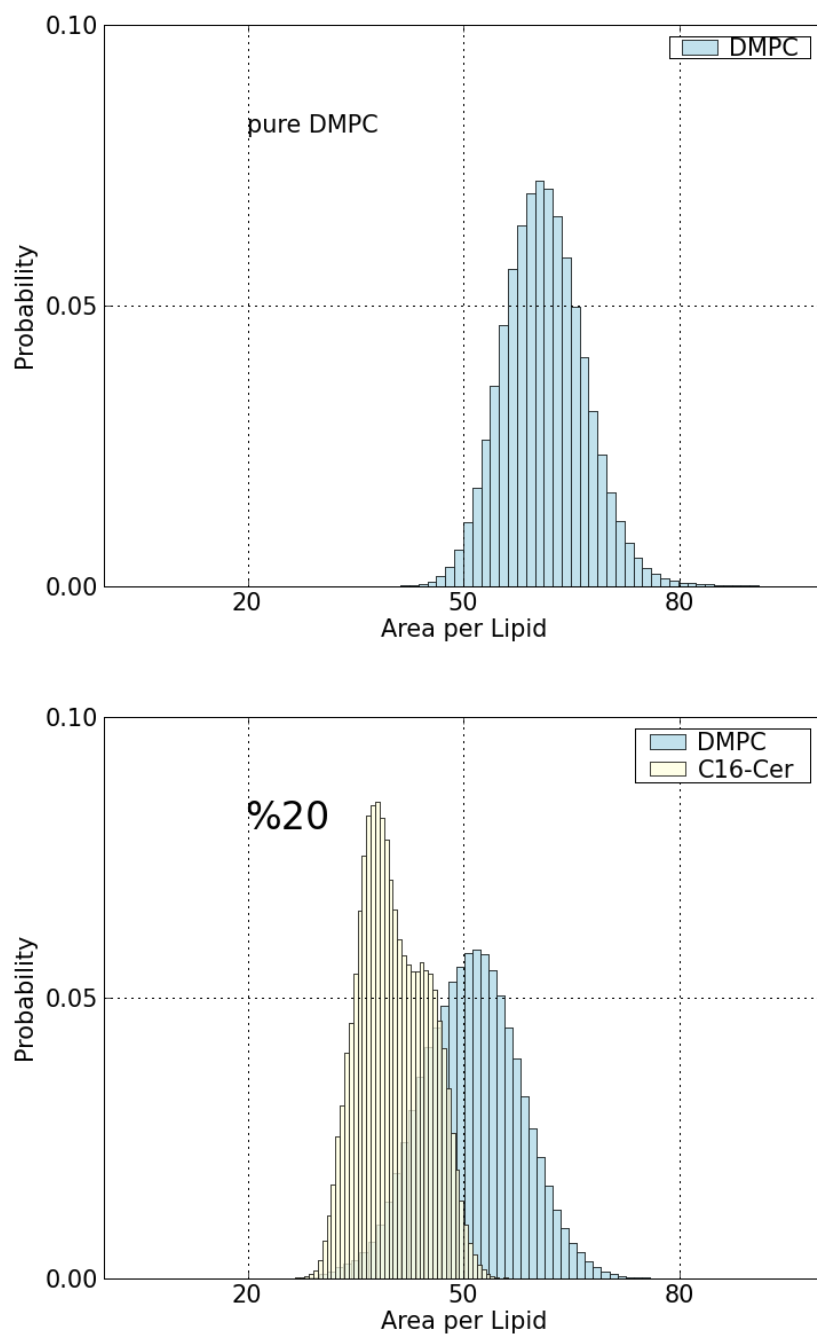 0.10
DMPC
pure DMPC
Probability
0.05
0.00
20 50 80
Area per Lipid
0.10
DMPC
C16-Cer
%20
Probability
0.05
0.00
20 50 80
Area per Lipid